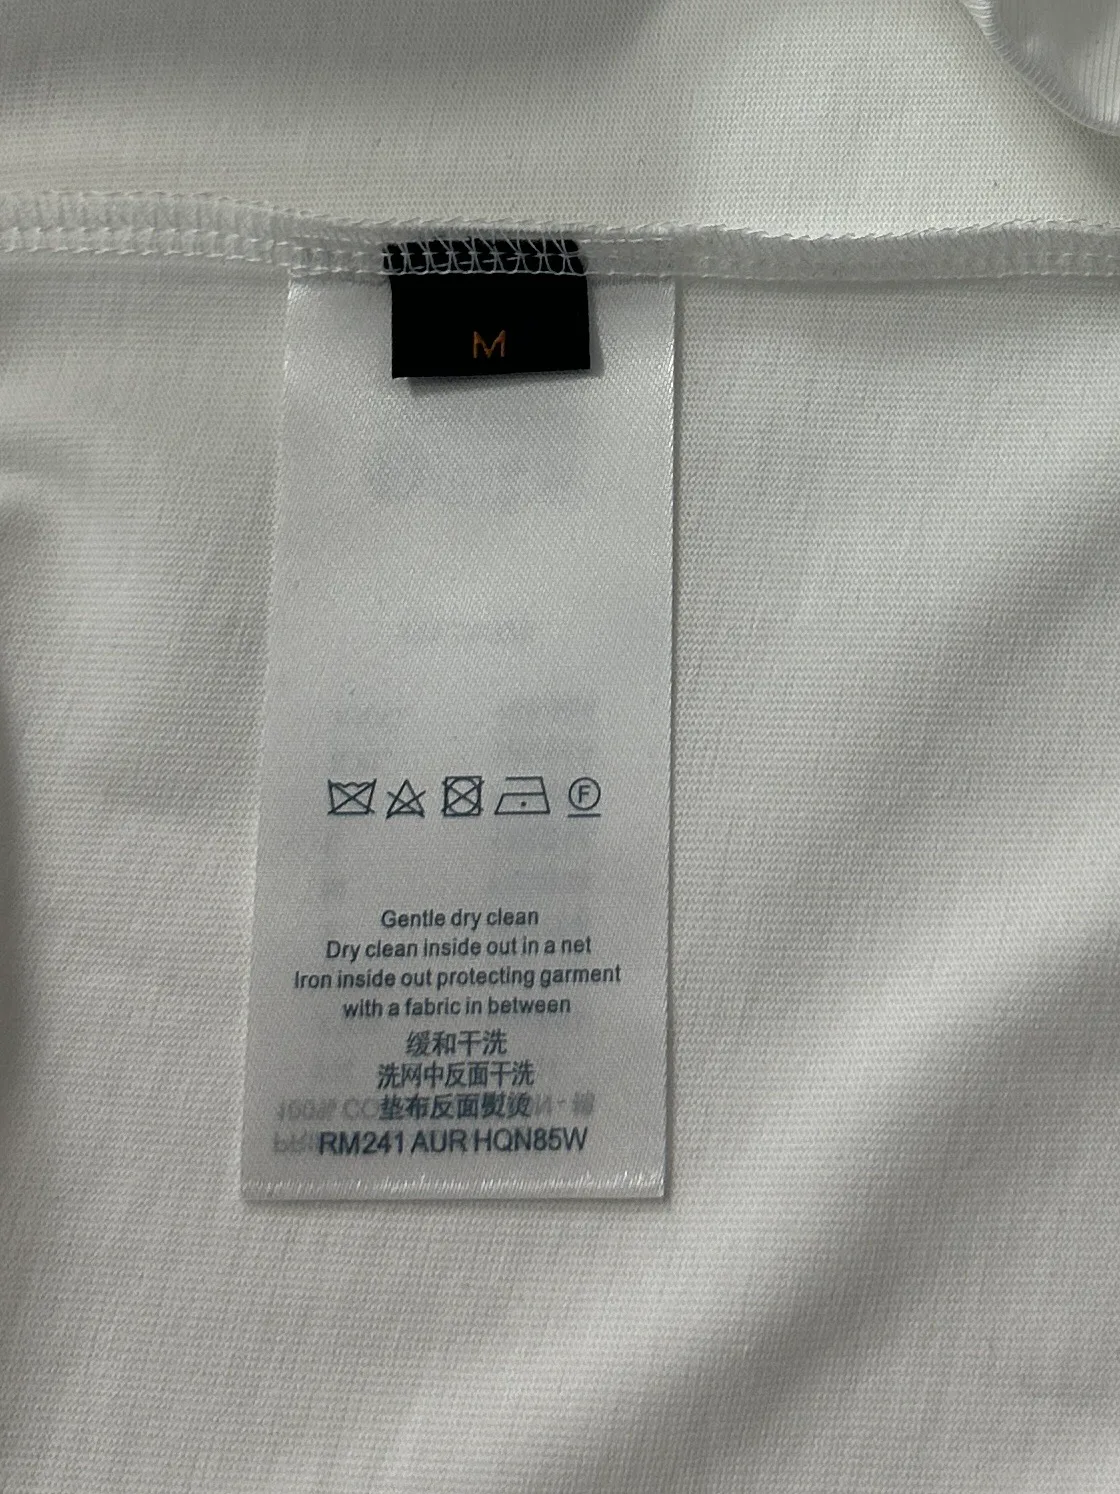 M
F
Gentle dry clean
Dry clean inside out in a net
Iron inside out protecting garment
with a fabric in between
缓和干洗
洗网中反面干洗
垫布反面熨烫
RM241 AUR HQN85W